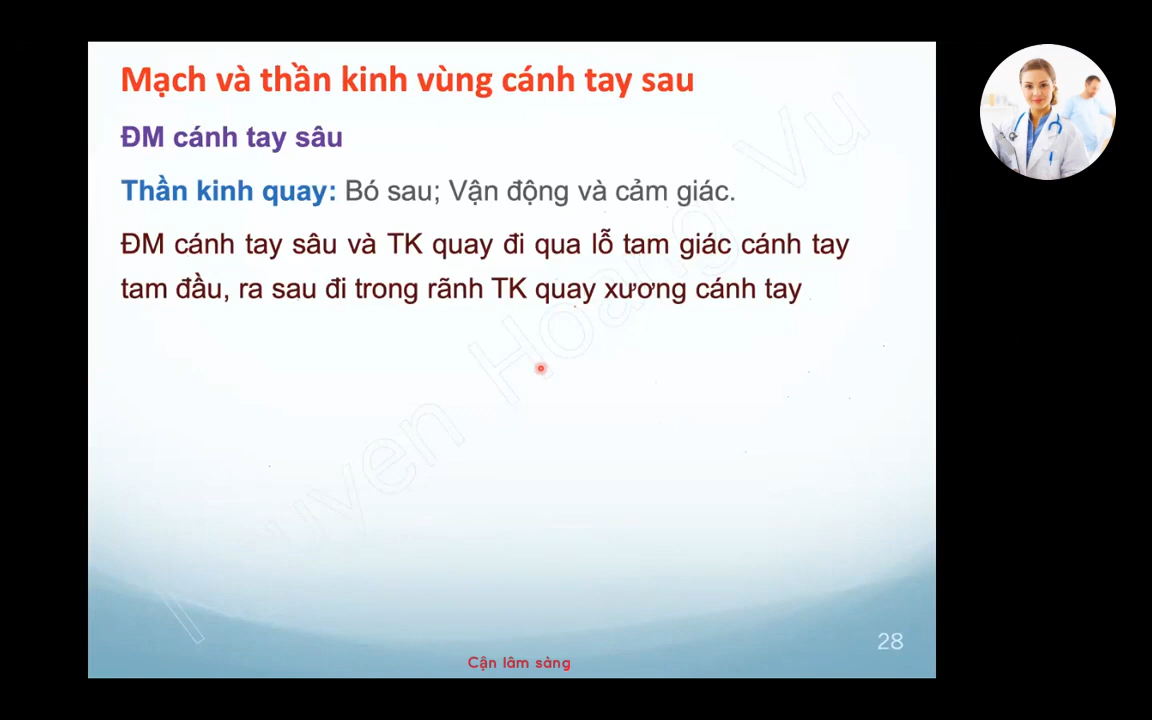 Mạch và thần kinh vùng cánh tay sau
ĐM cánh tay sâu
Thần kinh quay: Bó sau; Vận động và cảm giác.
ĐM cánh tay sâu và TK quay đi qua lỗ tam giác cánh tay
tam đầu, ra sau đi trong rãnh TK quay xương cánh tay
Hoang Vu
28
Cận lâm sàng